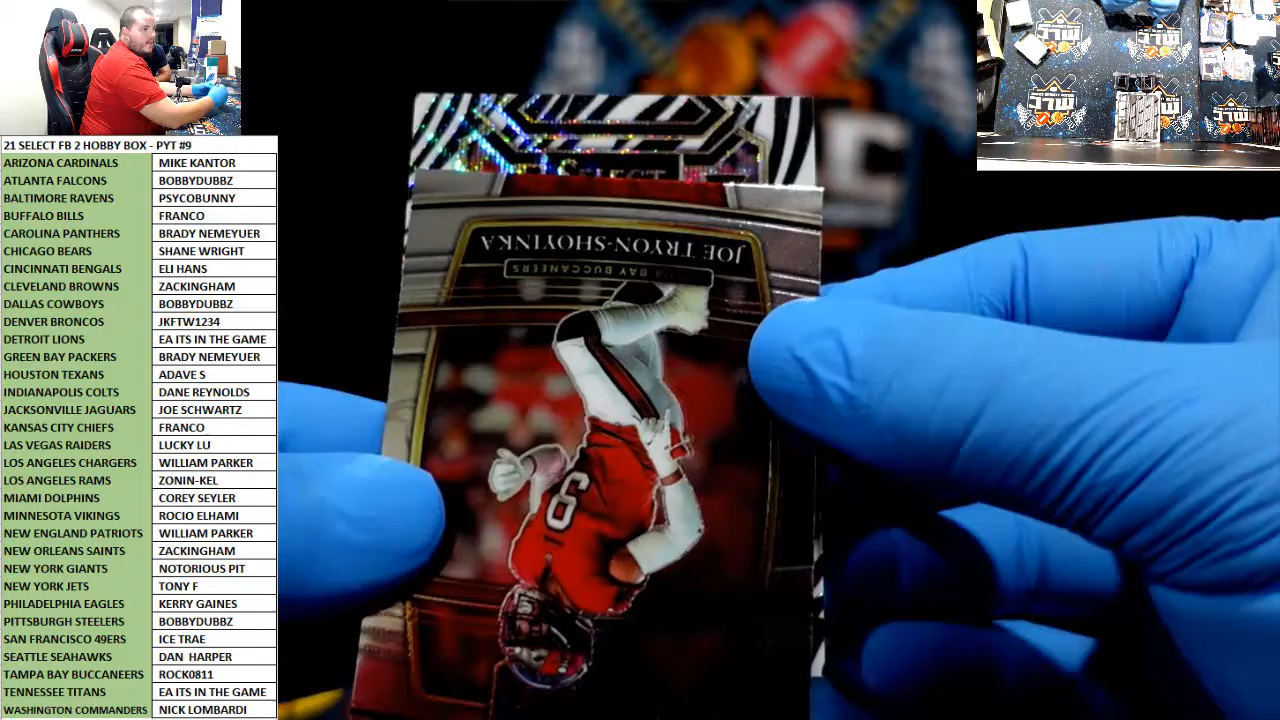 21 SELECT FB 2 HOBBY BOX - PYT #9
ARIZONA CARDINALS MIKE KANTOR
ATLANTA FALCONS BOBBYDUBBZ
BALTIMORE RAVENS PSYCOBUNNY
BUFFALO BILLS FRANCO
CAROLINA PANTHERS BRADY NEMEYUER
CHICAGO BEARS SHANE WRIGHT
CINCINNATI BENGALS ELI HANS
CLEVELAND BROWNS ZACKINGHAM
DALLAS COWBOYS BOBBYDUBBZ
DENVER BRONCOS JKFTW1234
DETROIT LIONS EA ITS IN THE GAME
GREEN BAY PACKERS BRADY NEMEYUER
HOUSTON TEXANS ADAVE S
INDIANAPOLIS COLTS DANE REYNOLDS
JACKSONVILLE JAGUARS JOE SCHWARTZ
KANSAS CITY CHIEFS FRANCO
LAS VEGAS RAIDERS LUCKY LU
LOS ANGELES CHARGERS WILLIAM PARKER
LOS ANGELES RAMS ZONIN-KEL
MIAMI DOLPHINS COREY SEYLER
MINNESOTA VIKINGS ROCIO ELHAMI
NEW ENGLAND PATRIOTS WILLIAM PARKER
NEW ORLEANS SAINTS ZACKINGHAM
NEW YORK GIANTS NOTORIOUS PIT
NEW YORK JETS TONY F
PHILADELPHIA EAGLES KERRY GAINES
PITTSBURGH STEELERS BOBBYDUBBZ
SAN FRANCISCO 49ERS ICE TRAE
SEATTLE SEAHAWKS DAN HARPER
TAMPA BAY BUCCANEERS ROCK0811
TENNESSEE TITANS EA ITS IN THE GAME
WASHINGTON COMMANDERS NICK LOMBARDI
SELECT
JOE TRYON-SHOYINKA
BAY BUCCANEERS
9